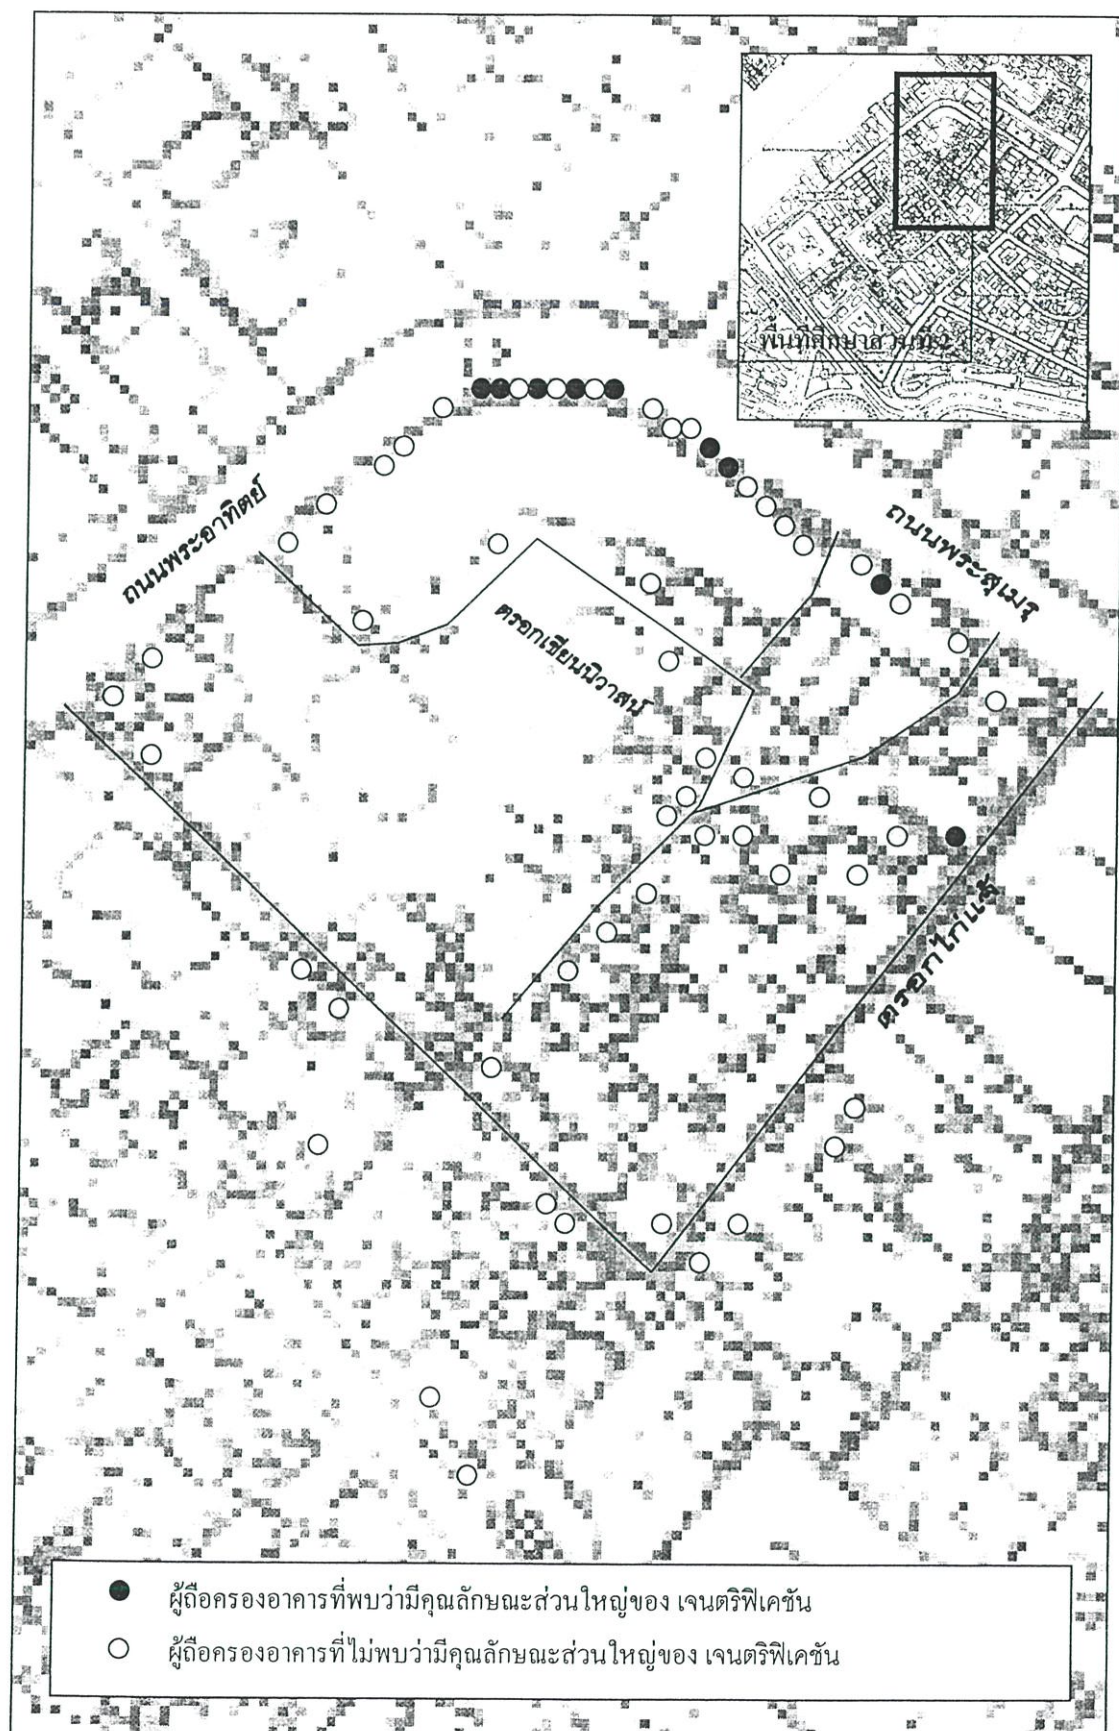 พื้นที่ศึกษาส่วนที่ 2
ถนนพระอาทิตย์
ถนนพระสุเมรุ
ตรอกเขียนนิวาสน์
ตรอกไก่แจ้
ผู้ถือครองอาคารที่พบว่ามีคุณลักษณะส่วนใหญ่ของ เจนตริฟิเคชัน
ผู้ถือครองอาคารที่ไม่พบว่ามีคุณลักษณะส่วนใหญ่ของ เจนตริฟิเคชัน